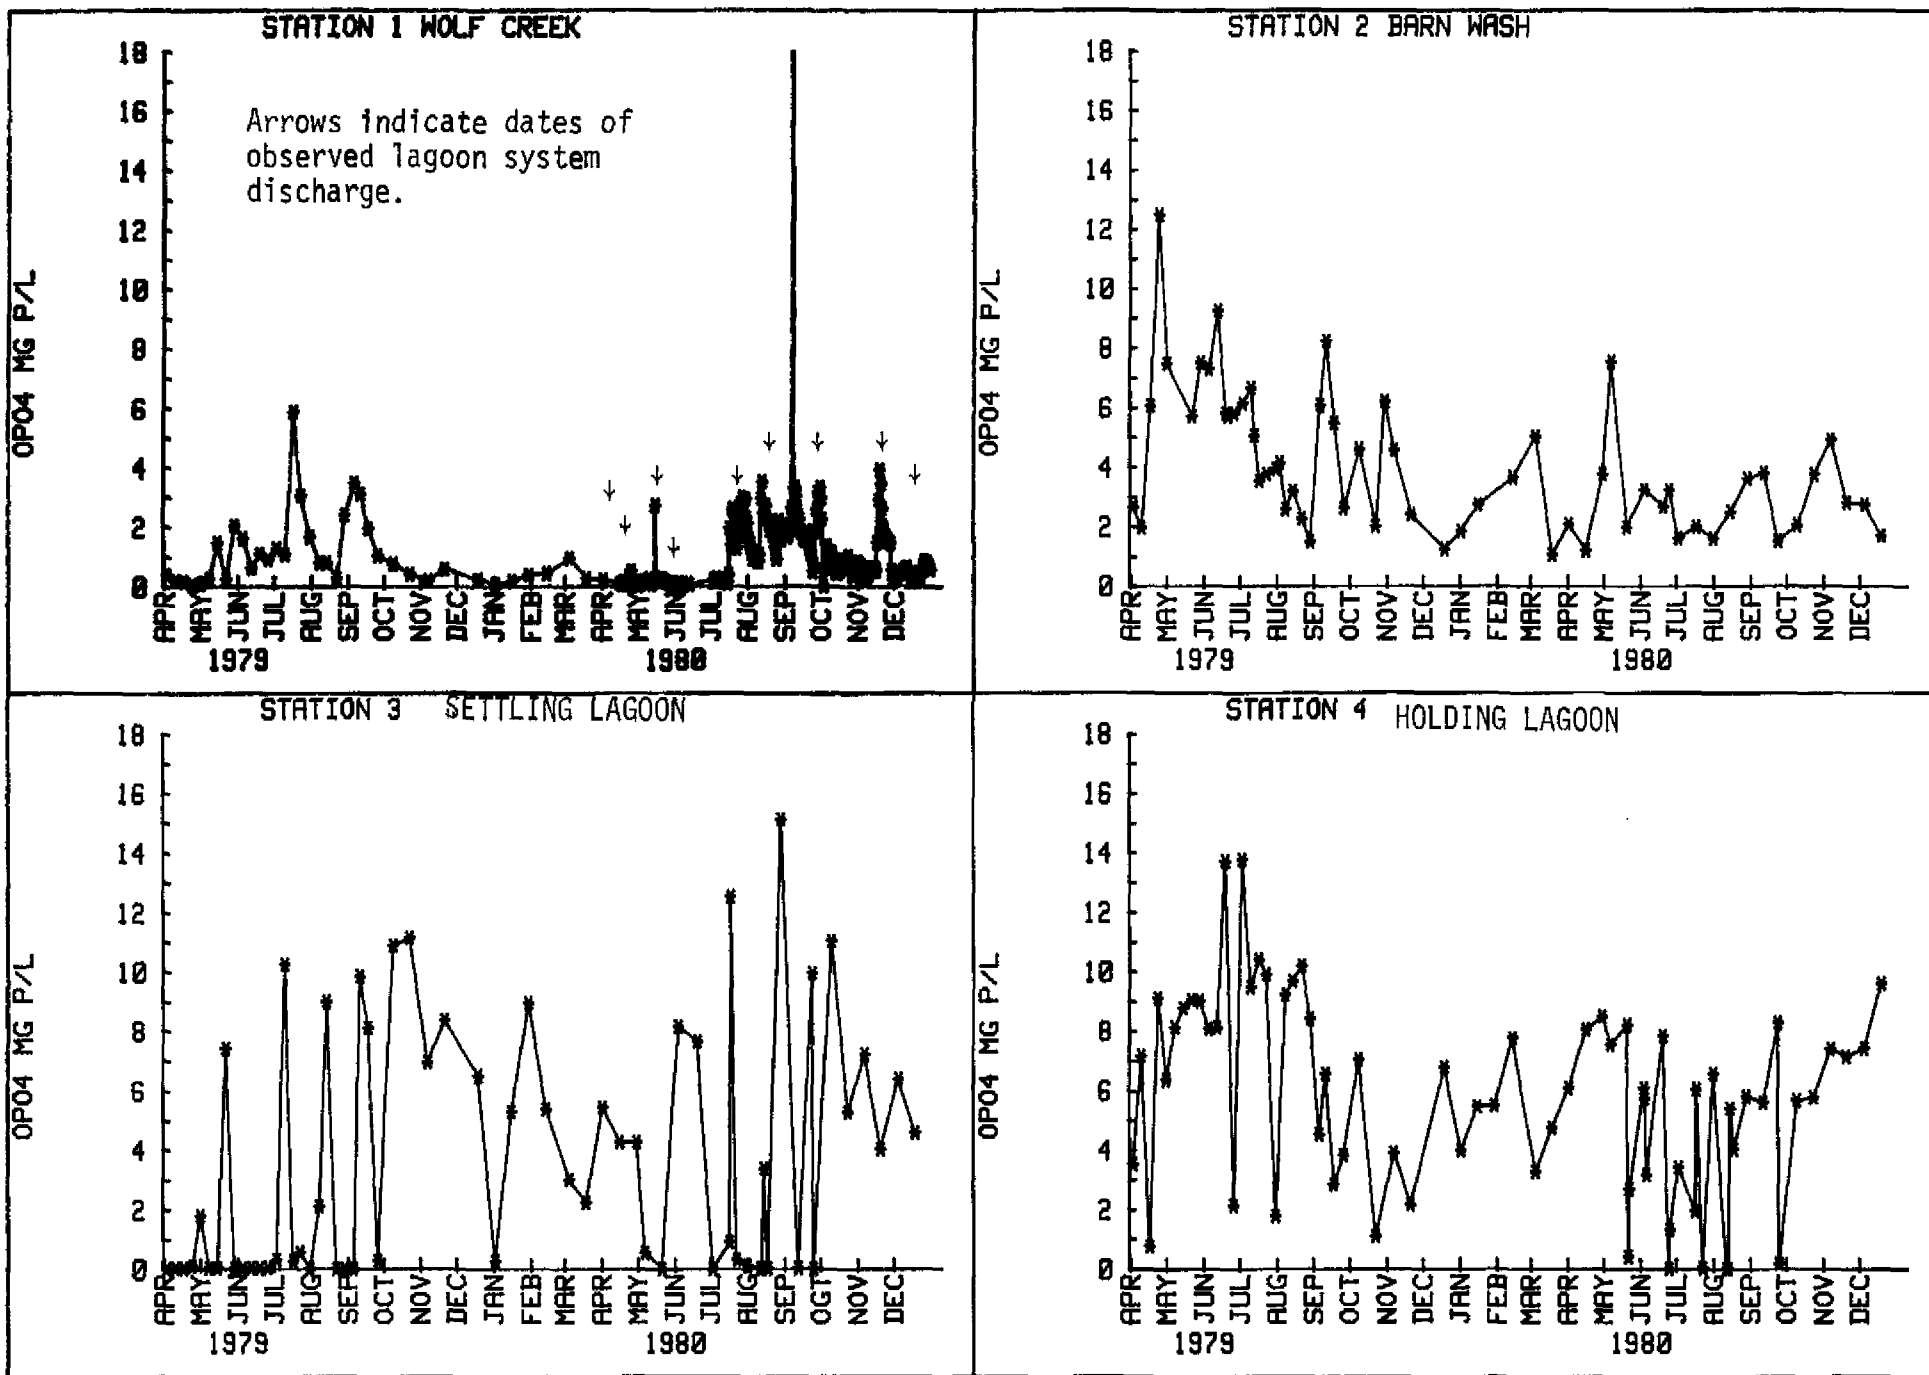 STATION 1 WOLF CREEK
Arrows indicate dates of
observed lagoon system
discharge.
OPO4 MG P/L
18
16
14
12
10
8
6
4
2
0
APR MAY JUN JUL AUG SEP OCT NOV DEC JAN FEB MAR APR MAY JUN JUL AUG SEP OCT NOV DEC
1979 1980
STATION 2 BARN WASH
OPO4 MG P/L
18
16
14
12
10
8
6
4
2
0
APR MAY JUN JUL AUG SEP OCT NOV DEC JAN FEB MAR APR MAY JUN JUL AUG SEP OCT NOV DEC
1979 1980
STATION 3 SETTLING LAGOON
OPO4 MG P/L
18
16
14
12
10
8
6
4
2
0
APR MAY JUN JUL AUG SEP OCT NOV DEC JAN FEB MAR APR MAY JUN JUL AUG SEP OGT NOV DEC
1979 1980
STATION 4 HOLDING LAGOON
OPO4 MG P/L
18
16
14
12
10
8
6
4
2
0
APR MAY JUN JUL AUG SEP OCT NOV DEC JAN FEB MAR APR MAY JUN JUL AUG SEP OCT NOV DEC
1979 1980